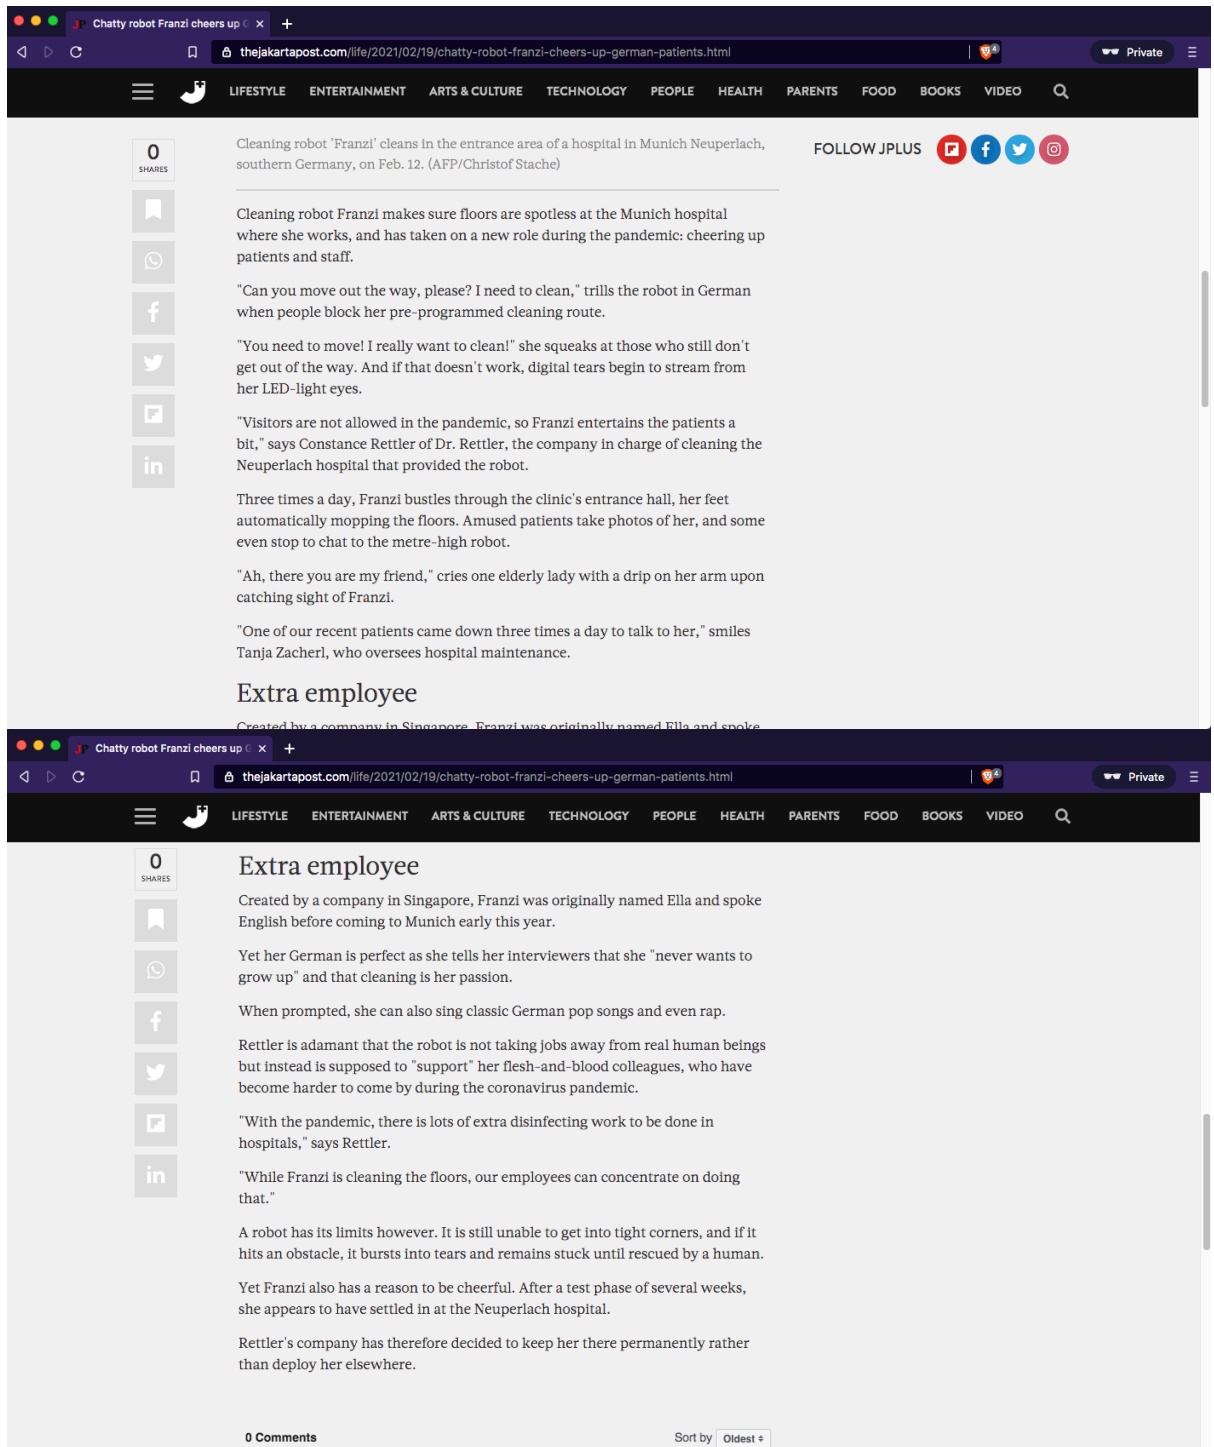 Chatty robot Franzi cheers up G
thejakartapost.com/life/2021/02/19/chatty-robot-franzi-cheers-up-german-patients.html
4
Private
LIFESTYLE ENTERTAINMENT ARTS & CULTURE TECHNOLOGY PEOPLE HEALTH PARENTS FOOD BOOKS VIDEO
0
SHARES
Cleaning robot 'Franzi' cleans in the entrance area of a hospital in Munich Neuperlach,
southern Germany, on Feb. 12. (AFP/Christof Stache)
FOLLOW JPLUS
Cleaning robot Franzi makes sure floors are spotless at the Munich hospital
where she works, and has taken on a new role during the pandemic: cheering up
patients and staff.
"Can you move out the way, please? I need to clean," trills the robot in German
when people block her pre-programmed cleaning route.
"You need to move! I really want to clean!" she squeaks at those who still don't
get out of the way. And if that doesn't work, digital tears begin to stream from
her LED-light eyes.
"Visitors are not allowed in the pandemic, so Franzi entertains the patients a
bit," says Constance Rettler of Dr. Rettler, the company in charge of cleaning the
Neuperlach hospital that provided the robot.
Three times a day, Franzi bustles through the clinic's entrance hall, her feet
automatically mopping the floors. Amused patients take photos of her, and some
even stop to chat to the metre-high robot.
"Ah, there you are my friend," cries one elderly lady with a drip on her arm upon
catching sight of Franzi.
"One of our recent patients came down three times a day to talk to her," smiles
Tanja Zacherl, who oversees hospital maintenance.
Extra employee
Created by a company in Singapore, Franzi was originally named Ella and spoke
Chatty robot Franzi cheers up G
thejakartapost.com/life/2021/02/19/chatty-robot-franzi-cheers-up-german-patients.html
4
Private
LIFESTYLE ENTERTAINMENT ARTS & CULTURE TECHNOLOGY PEOPLE HEALTH PARENTS FOOD BOOKS VIDEO
0
SHARES
Extra employee
Created by a company in Singapore, Franzi was originally named Ella and spoke
English before coming to Munich early this year.
Yet her German is perfect as she tells her interviewers that she "never wants to
grow up" and that cleaning is her passion.
When prompted, she can also sing classic German pop songs and even rap.
Rettler is adamant that the robot is not taking jobs away from real human beings
but instead is supposed to "support" her flesh-and-blood colleagues, who have
become harder to come by during the coronavirus pandemic.
"With the pandemic, there is lots of extra disinfecting work to be done in
hospitals," says Rettler.
"While Franzi is cleaning the floors, our employees can concentrate on doing
that."
A robot has its limits however. It is still unable to get into tight corners, and if it
hits an obstacle, it bursts into tears and remains stuck until rescued by a human.
Yet Franzi also has a reason to be cheerful. After a test phase of several weeks,
she appears to have settled in at the Neuperlach hospital.
Rettler's company has therefore decided to keep her there permanently rather
than deploy her elsewhere.
0 Comments
Sort by Oldest